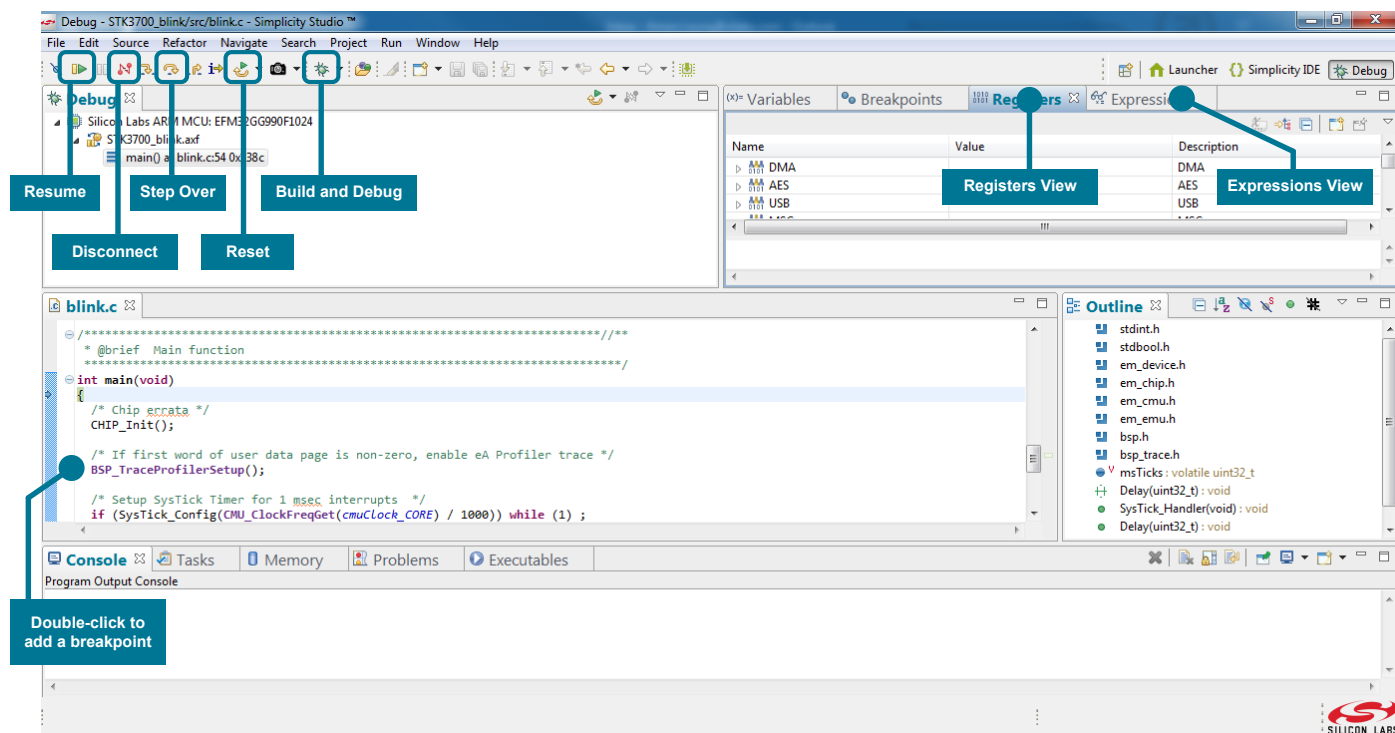 Debug - STK3700_blink/src/blink.c - Simplicity Studio ™
File Edit Source Refactor Navigate Search Project Run Window Help
Launcher {} Simplicity IDE Debug
Debug
Silicon Labs ARM MCU: EFM32GG990F1024
STK3700_blink.axf
main() at blink.c:54 0x38c
Resume
Step Over
Build and Debug
Disconnect
Reset
(x)= Variables
Breakpoints
Registers
Expressions
Name Value Description
DMA DMA
AES AES
USB USB
Registers View
Expressions View
blink.c
/**************************************************************************//**
* @brief Main function
*****************************************************************************/
int main(void)
{
/* Chip errata */
CHIP_Init();
/* If first word of user data page is non-zero, enable eA Profiler trace */
BSP_TraceProfilerSetup();
/* Setup SysTick Timer for 1 msec interrupts */
if (SysTick_Config(CMU_ClockFreqGet(cmuClock_CORE) / 1000)) while (1) ;
Outline
stdint.h
stdbool.h
em_device.h
em_chip.h
em_cmu.h
em_emu.h
bsp.h
bsp_trace.h
msTicks : volatile uint32_t
Delay(uint32_t) : void
SysTick_Handler(void) : void
Delay(uint32_t) : void
Console
Tasks
Memory
Problems
Executables
Program Output Console
Double-click to
add a breakpoint
SILICON LABS